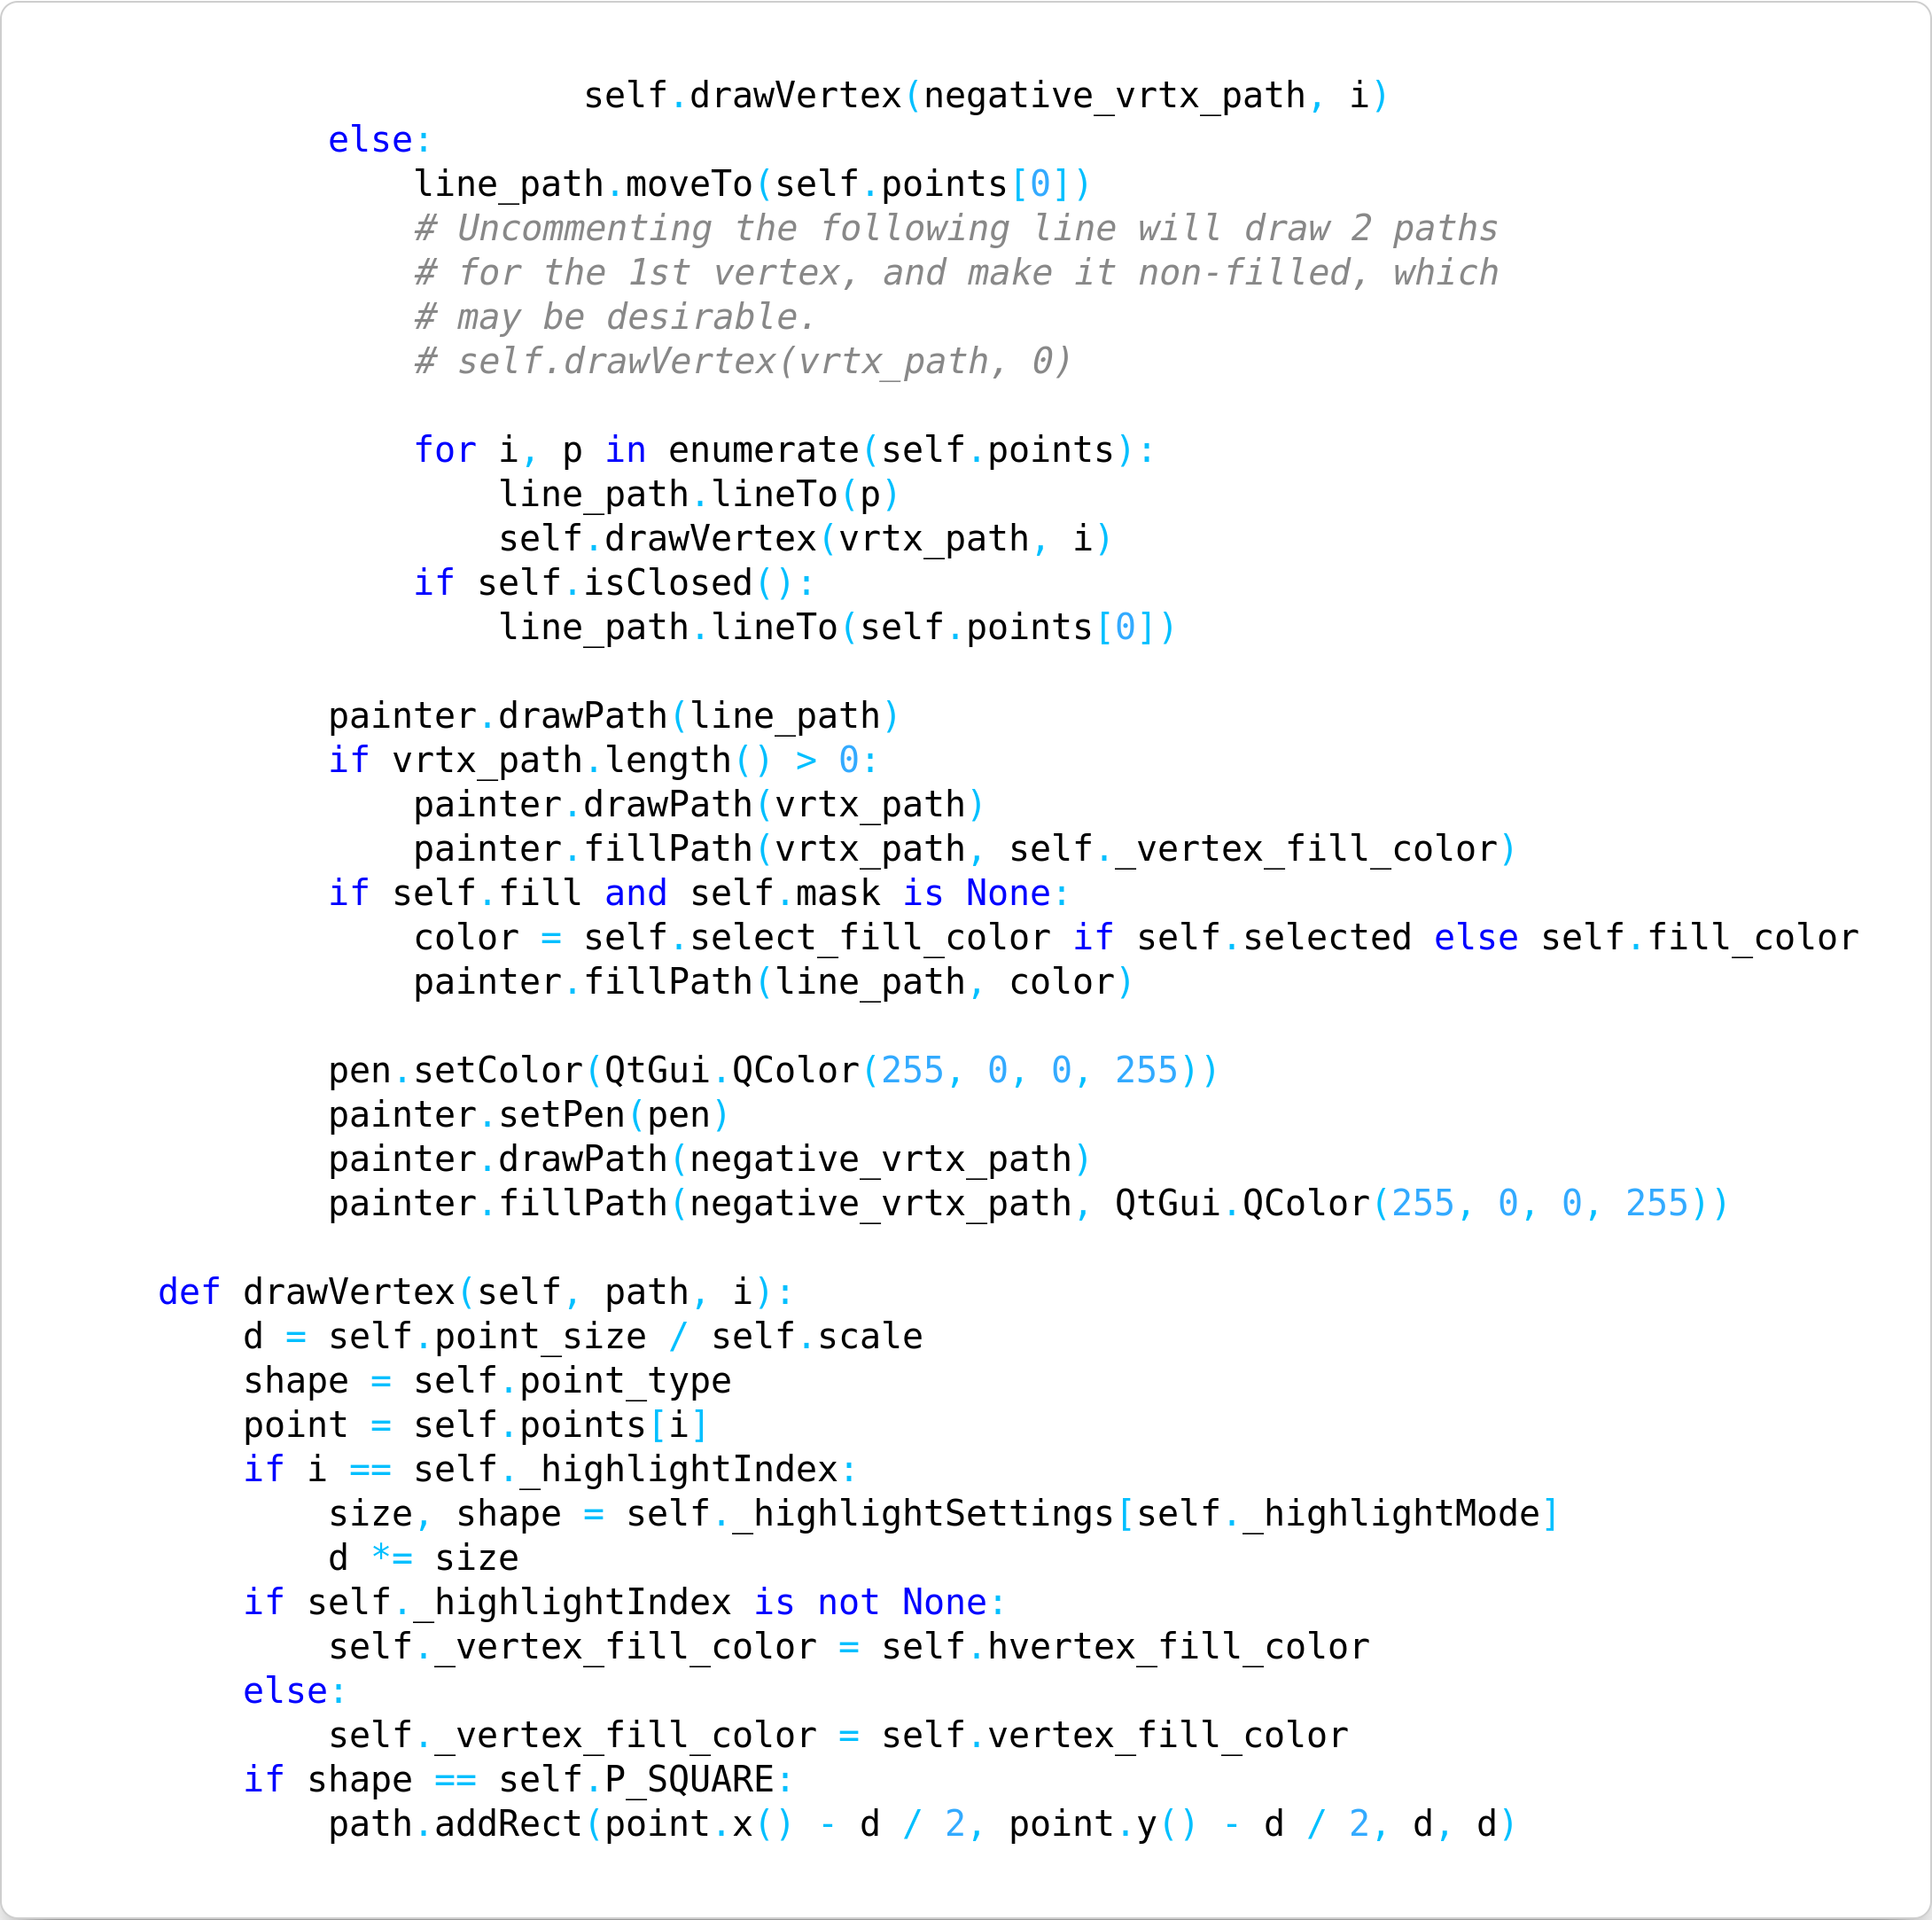 self.drawVertex(negative_vrtx_path, i)
        else:
            line_path.moveTo(self.points[0])
            # Uncommenting the following line will draw 2 paths
            # for the 1st vertex, and make it non-filled, which
            # may be desirable.
            # self.drawVertex(vrtx_path, 0)

            for i, p in enumerate(self.points):
                line_path.lineTo(p)
                self.drawVertex(vrtx_path, i)
            if self.isClosed():
                line_path.lineTo(self.points[0])

        painter.drawPath(line_path)
        if vrtx_path.length() > 0:
            painter.drawPath(vrtx_path)
            painter.fillPath(vrtx_path, self._vertex_fill_color)
        if self.fill and self.mask is None:
            color = self.select_fill_color if self.selected else self.fill_color
            painter.fillPath(line_path, color)

        pen.setColor(QtGui.QColor(255, 0, 0, 255))
        painter.setPen(pen)
        painter.drawPath(negative_vrtx_path)
        painter.fillPath(negative_vrtx_path, QtGui.QColor(255, 0, 0, 255))

def drawVertex(self, path, i):
    d = self.point_size / self.scale
    shape = self.point_type
    point = self.points[i]
    if i == self._highlightIndex:
        size, shape = self._highlightSettings[self._highlightMode]
        d *= size
    if self._highlightIndex is not None:
        self._vertex_fill_color = self.hvertex_fill_color
    else:
        self._vertex_fill_color = self.vertex_fill_color
    if shape == self.P_SQUARE:
        path.addRect(point.x() - d / 2, point.y() - d / 2, d, d)